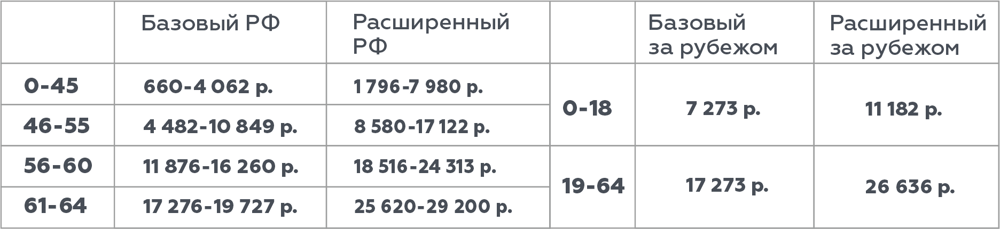 Базовый РФ
Расширенный
РФ
Базовый
за рубежом
Расширенный
за рубежом
0-45
660-4 062 р.
1 796-7 980 р.
46-55
4 482-10 849 р.
8 580-17 122 р.
0-18
7 273 р.
11 182 р.
56-60
11 876-16 260 р.
18 516-24 313 р.
61-64
17 276-19 727 р.
25 620-29 200 р.
19-64
17 273 р.
26 636 р.